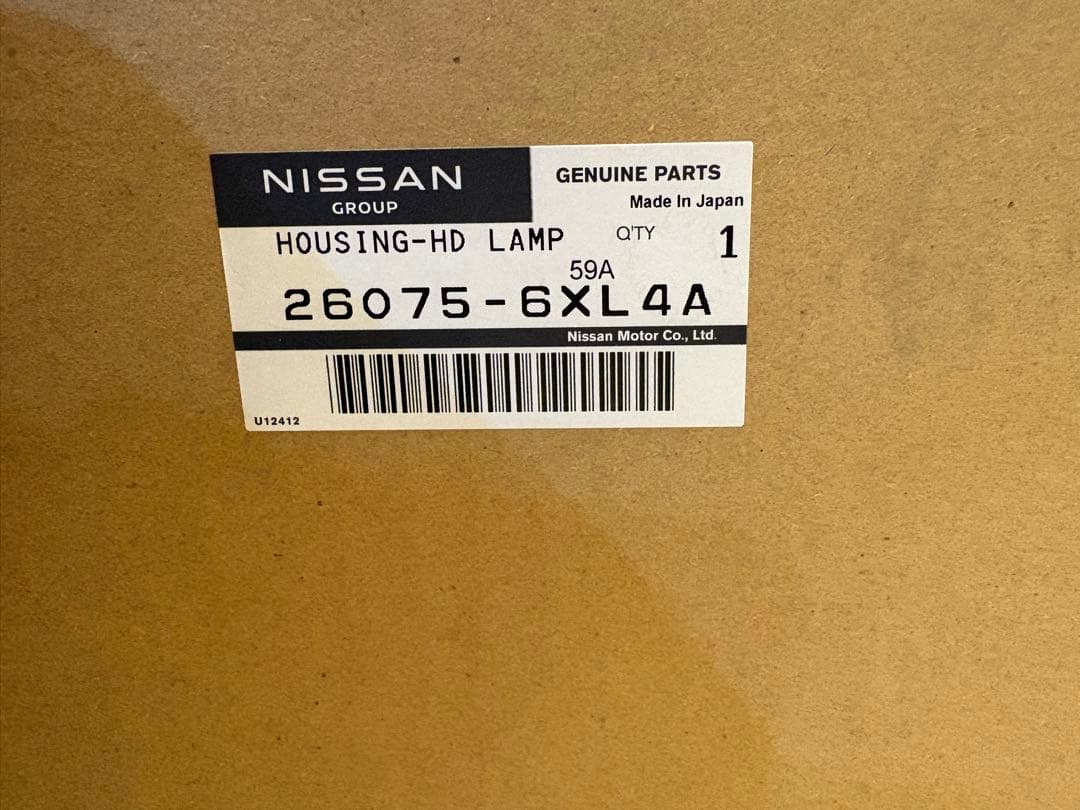 NISSAN
GROUP
GENUINE PARTS
Made In Japan
HOUSING-HD LAMP
Q'TY
1
59A
26075-6XL4A
Nissan Motor Co., Ltd.
U12412